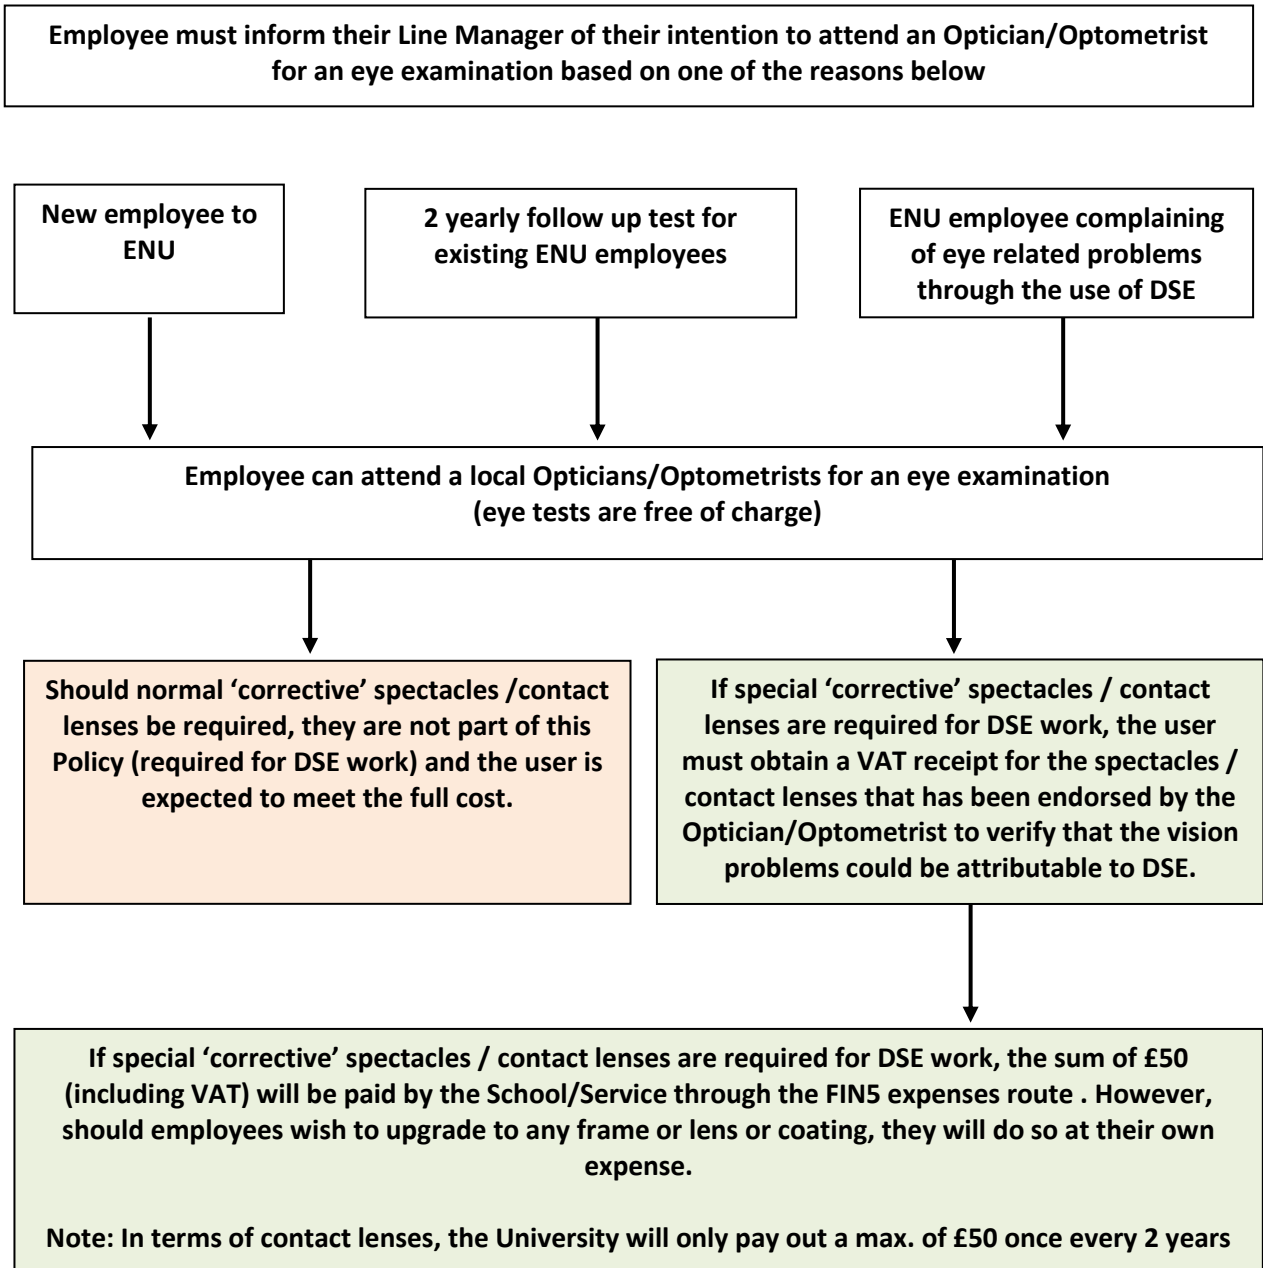 Employee must inform their Line Manager of their intention to attend an Optician/Optometrist
for an eye examination based on one of the reasons below
New employee to
ENU
2 yearly follow up test for
existing ENU employees
ENU employee complaining
of eye related problems
through the use of DSE
Employee can attend a local Opticians/Optometrists for an eye examination
(eye tests are free of charge)
Should normal ‘corrective’ spectacles /contact
lenses be required, they are not part of this
Policy (required for DSE work) and the user is
expected to meet the full cost.
If special ‘corrective’ spectacles / contact
lenses are required for DSE work, the user
must obtain a VAT receipt for the spectacles /
contact lenses that has been endorsed by the
Optician/Optometrist to verify that the vision
problems could be attributable to DSE.
If special ‘corrective’ spectacles / contact lenses are required for DSE work, the sum of £50
(including VAT) will be paid by the School/Service through the FIN5 expenses route . However,
should employees wish to upgrade to any frame or lens or coating, they will do so at their own
expense.
Note: In terms of contact lenses, the University will only pay out a max. of £50 once every 2 years